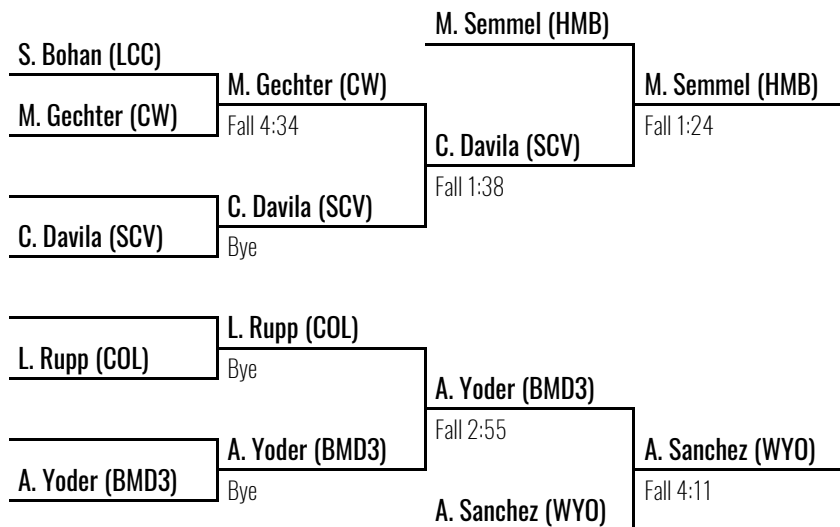 M. Semmel (HMB)
S. Bohan (LCC)
M. Gechter (CW)
M. Semmel (HMB)
M. Gechter (CW)
Fall 4:34
Fall 1:24
C. Davila (SCV)
Fall 1:38
C. Davila (SCV)
C. Davila (SCV)
Bye
L. Rupp (COL)
L. Rupp (COL)
Bye
A. Yoder (BMD3)
Fall 2:55
A. Yoder (BMD3)
A. Sanchez (WYO)
A. Yoder (BMD3)
Bye
Fall 4:11
A. Sanchez (WYO)